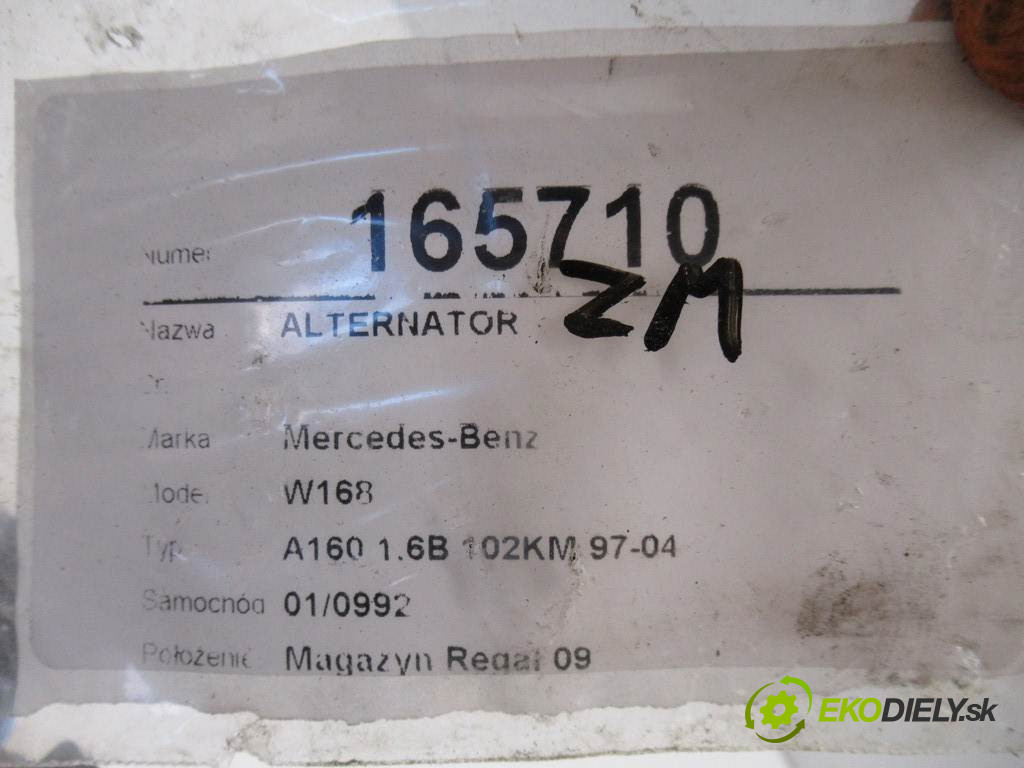 Numer 165710
ZM
Nazwa ALTERNATOR
Marka Mercedes-Benz
Model W168
Typ A160 1.6B 102KM 97-04
Samochód 01/0992
Położenie Magazyn Regał 09
EKODIELY.sk